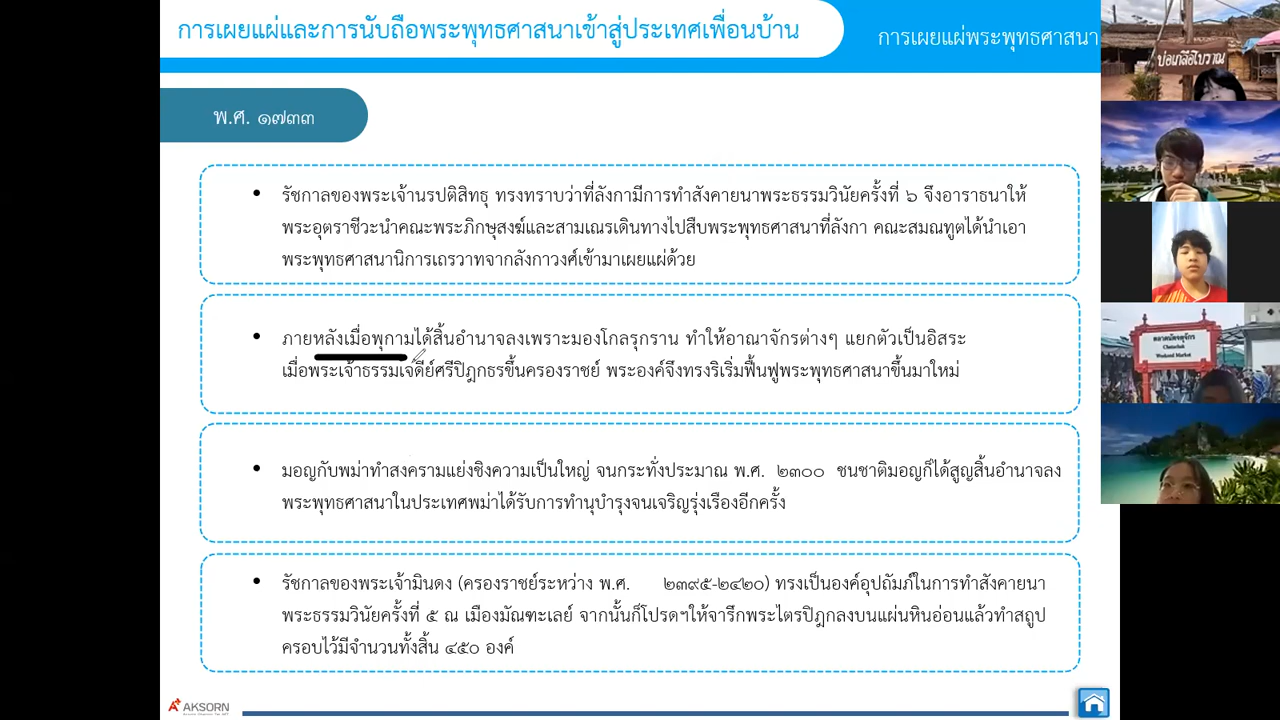 การเผยแผ่และการนับถือพระพุทธศาสนาเข้าสู่ประเทศเพื่อนบ้าน
การเผยแผ่พระพุทธศาสนา
พ.ศ. ๑๗๓๓
• รัชกาลของพระเจ้านรปติสิทธุ ทรงทราบว่าที่ลังกามีการทำสังคายนาพระธรรมวินัยครั้งที่ ๖ จึงอาราธนาให้
พระอุตราชีวะนำคณะพระภิกษุสงฆ์และสามเณรเดินทางไปสืบพระพุทธศาสนาที่ลังกา คณะสมณทูตได้นำเอา
พระพุทธศาสนานิการเถรวาทจากลังกาวงศ์เข้ามาเผยแผ่ด้วย
• ภายหลังเมื่อพุกามได้สิ้นอำนาจลงเพราะมองโกลรุกราน ทำให้อาณาจักรต่างๆ แยกตัวเป็นอิสระ
เมื่อพระเจ้าธรรมเจดีย์ศรีปิฎกธรขึ้นครองราชย์ พระองค์จึงทรงริเริ่มฟื้นฟูพระพุทธศาสนาขึ้นมาใหม่
• มอญกับพม่าทำสงครามแย่งชิงความเป็นใหญ่ จนกระทั่งประมาณ พ.ศ. ๒๓๐๐ ชนชาติมอญก็ได้สูญสิ้นอำนาจลง
พระพุทธศาสนาในประเทศพม่าได้รับการทำนุบำรุงจนเจริญรุ่งเรืองอีกครั้ง
• รัชกาลของพระเจ้ามินดง (ครองราชย์ระหว่าง พ.ศ. ๒๓๙๕-๒๔๒๐) ทรงเป็นองค์อุปถัมภ์ในการทำสังคายนา
พระธรรมวินัยครั้งที่ ๕ ณ เมืองมัณฑะเลย์ จากนั้นก็โปรดฯให้จารึกพระไตรปิฎกลงบนแผ่นหินอ่อนแล้วทำสถูป
ครอบไว้มีจำนวนทั้งสิ้น ๔๕๐ องค์
AKSORN
บ่อเกลือโบราณ
ตลาดนัดจตุจักร
Chatuchak
Weekend Market